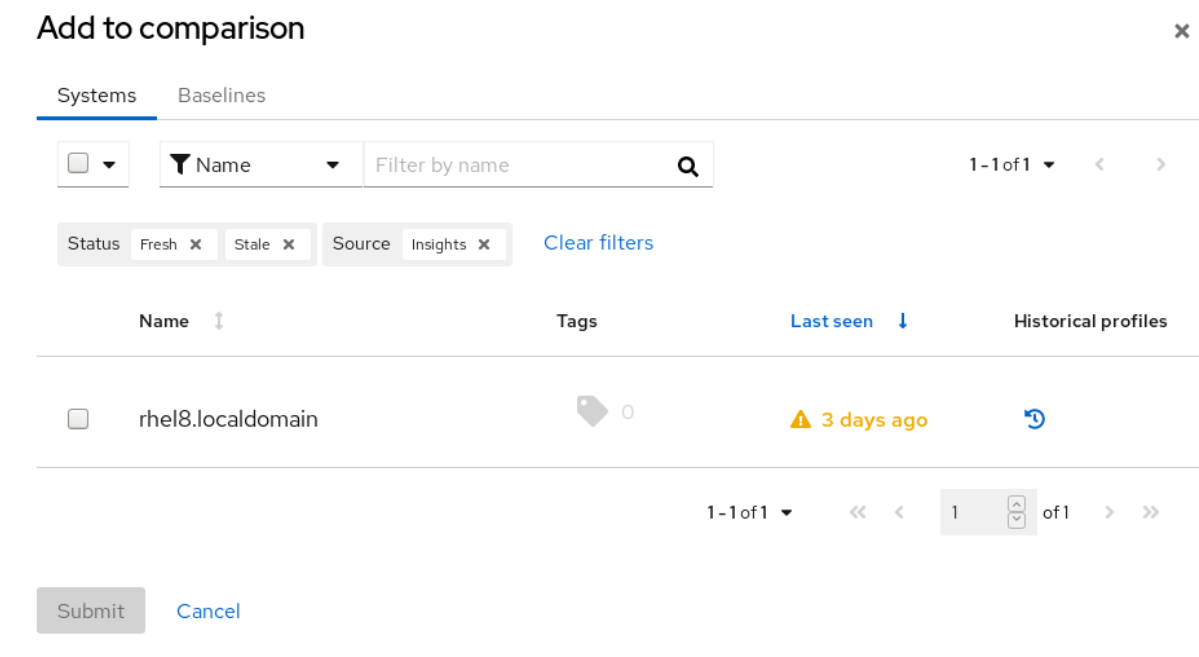 Add to comparison
Systems Baselines
Name Filter by name 1 - 1 of 1
Status Fresh Stale Source Insights Clear filters
Name Tags Last seen Historical profiles
rhel8.localdomain 0 3 days ago
1 - 1 of 1 1 of 1
Submit Cancel